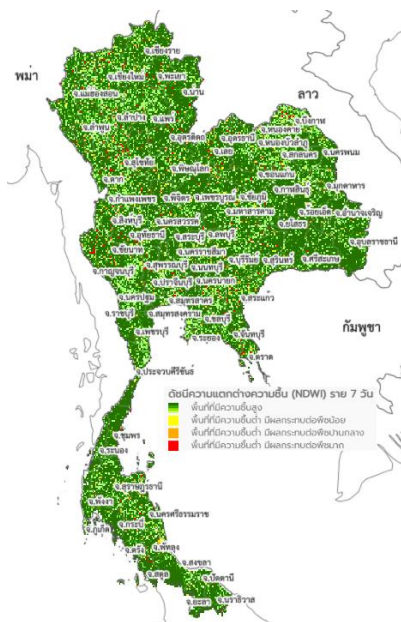 จ.เชียงราย
พม่า
จ.เชียงใหม่ จ.พะเยา
ลาว
จ.แม่ฮ่องสอน จ.น่าน
จ.ลำปาง จ.แพร่
จ.ลำพูน
จ.บึงกาฬ
จ.อุตรดิตถ์ จ.อุดรธานี จ.หนองคาย
จ.เลย จ.หนองบัวลำภู
จ.สุโขทัย จ.สกลนคร จ.นครพนม
จ.พิษณุโลก
จ.ขอนแก่น
จ.ตาก จ.มุกดาหาร
จ.กาฬสินธุ์
จ.กำแพงเพชร จ.พิจิตร จ.เพชรบูรณ์ จ.ชัยภูมิ
จ.มหาสารคาม จ.ร้อยเอ็ด จ.อำนาจเจริญ
จ.สิงห์บุรี จ.นครสวรรค์ จ.ยโสธร
จ.อุทัยธานี จ.สระบุรี จ.ลพบุรี
จ.ชัยนาท จ.นครราชสีมา จ.อุบลราชธานี
จ.สุพรรณบุรี จ.นนทบุรี จ.บุรีรัมย์ จ.สุรินทร์ จ.ศรีสะเกษ
จ.กาญจนบุรี
จ.ปราจีนบุรี จ.นครนายก
จ.นครปฐม จ.สมุทรสาคร จ.สระแก้ว
จ.ราชบุรี จ.สมุทรสงคราม
จ.ชลบุรี
กัมพูชา
จ.เพชรบุรี จ.ระยอง จ.จันทบุรี
จ.ตราด
จ.ประจวบคีรีขันธ์
ดัชนีความแตกต่างความชื้น (NDWI) ราย 7 วัน
พื้นที่ที่มีความชื้นสูง
พื้นที่ที่มีความชื้นต่ำ มีผลกระทบต่อพืชน้อย
พื้นที่ที่มีความชื้นต่ำ มีผลกระทบต่อพืชปานกลาง
พื้นที่ที่มีความชื้นต่ำ มีผลกระทบต่อพืชมาก
จ.ชุมพร
จ.ระนอง
จ.สุราษฎร์ธานี
จ.พังงา
จ.นครศรีธรรมราช
จ.ภูเก็ต จ.กระบี่
จ.ตรัง จ.พัทลุง
จ.สงขลา
จ.สตูล จ.ปัตตานี
จ.ยะลา จ.นราธิวาส